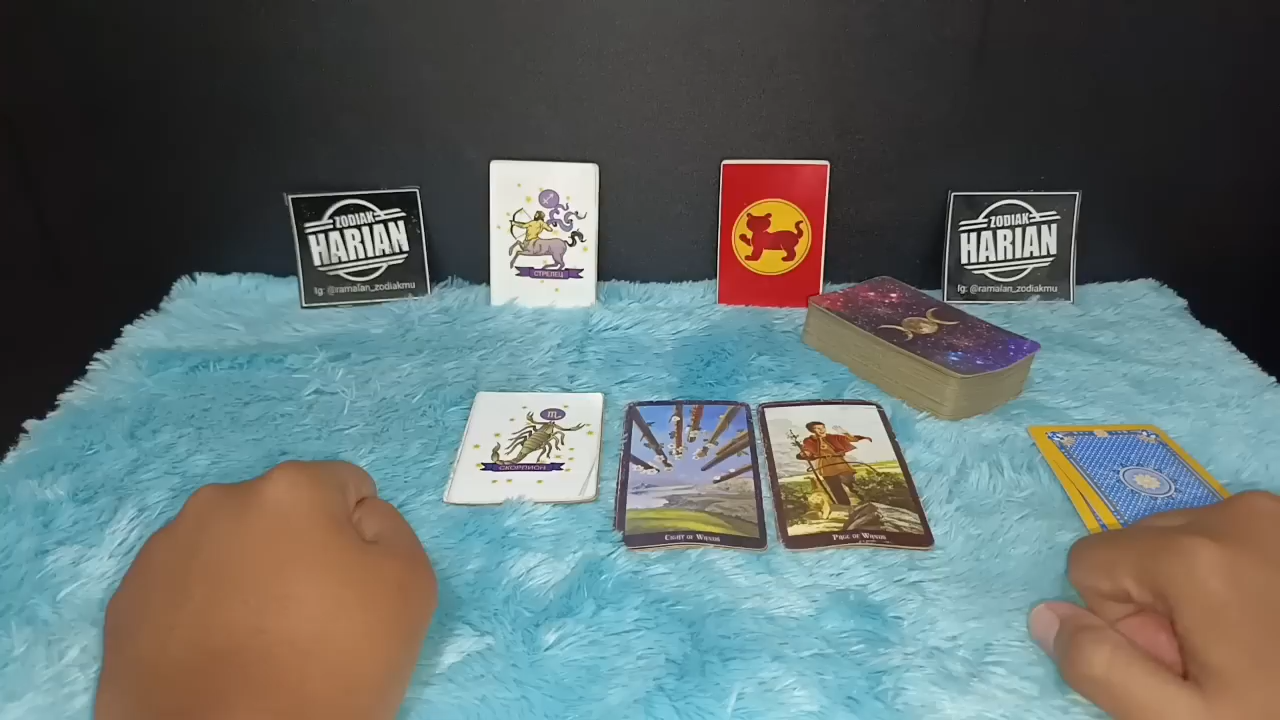 ZODIAK
HARIAN
Ig: @ramalan_zodiakmu
СТРЕЛЕЦ
ZODIAK
HARIAN
Ig: @ramalan_zodiakmu
СКОРПИОН
EIGHT OF WANDS
PAGE OF WANDS